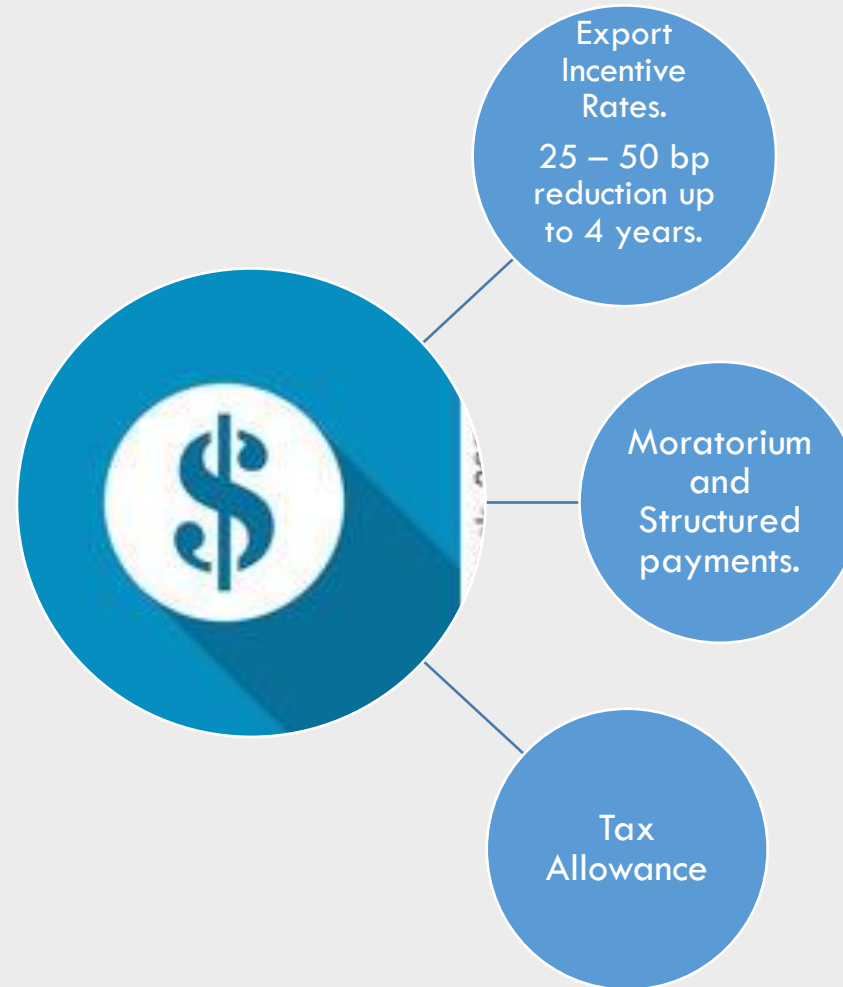 Export
Incentive
Rates.
25 – 50 bp
reduction up
to 4 years.
$
Moratorium
and
Structured
payments.
Tax
Allowance